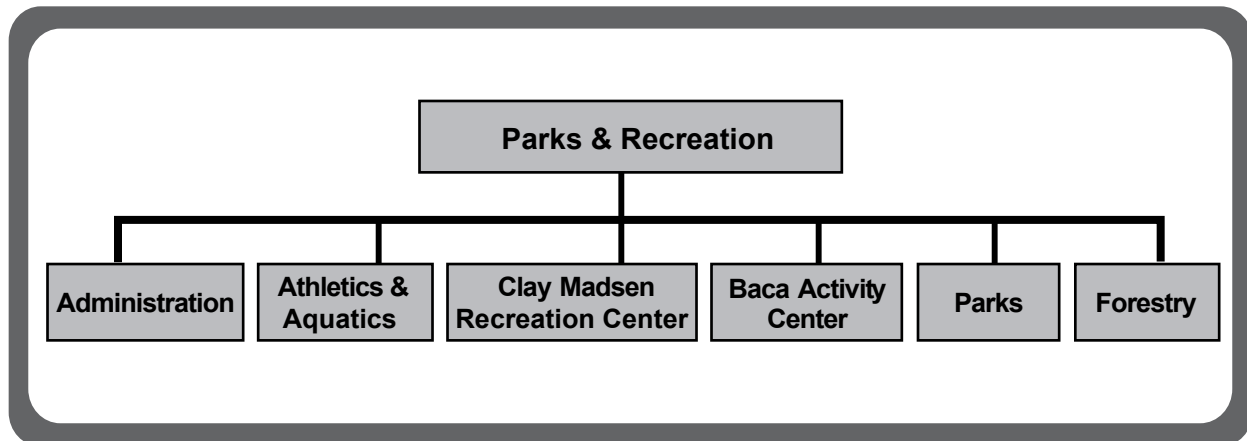 Parks & Recreation
Administration
Athletics &
Aquatics
Clay Madsen
Recreation Center
Baca Activity
Center
Parks
Forestry